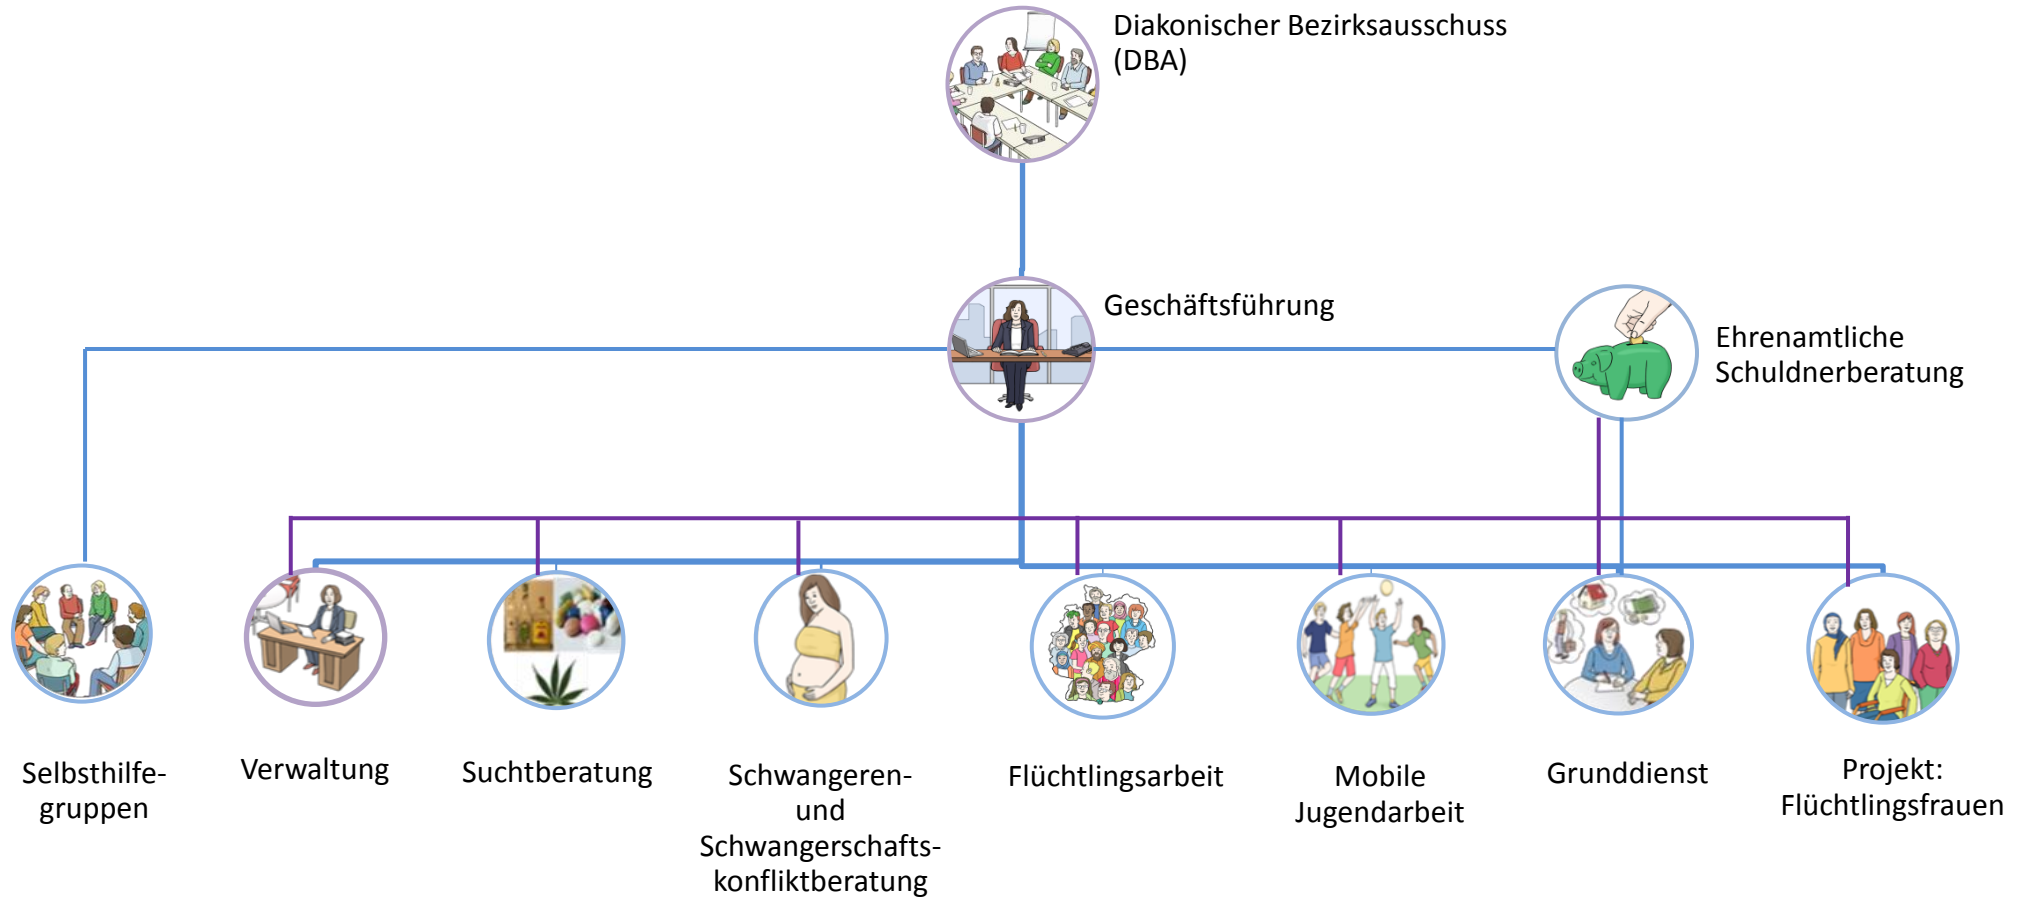 Diakonischer Bezirksausschuss
(DBA)
Geschäftsführung
Ehrenamtliche
Schuldnerberatung
Selbsthilfe-
gruppen
Verwaltung
Suchtberatung
Schwangeren-
und
Schwangerschafts-
konfliktberatung
Flüchtlingsarbeit
Mobile
Jugendarbeit
Grunddienst
Projekt:
Flüchtlingsfrauen